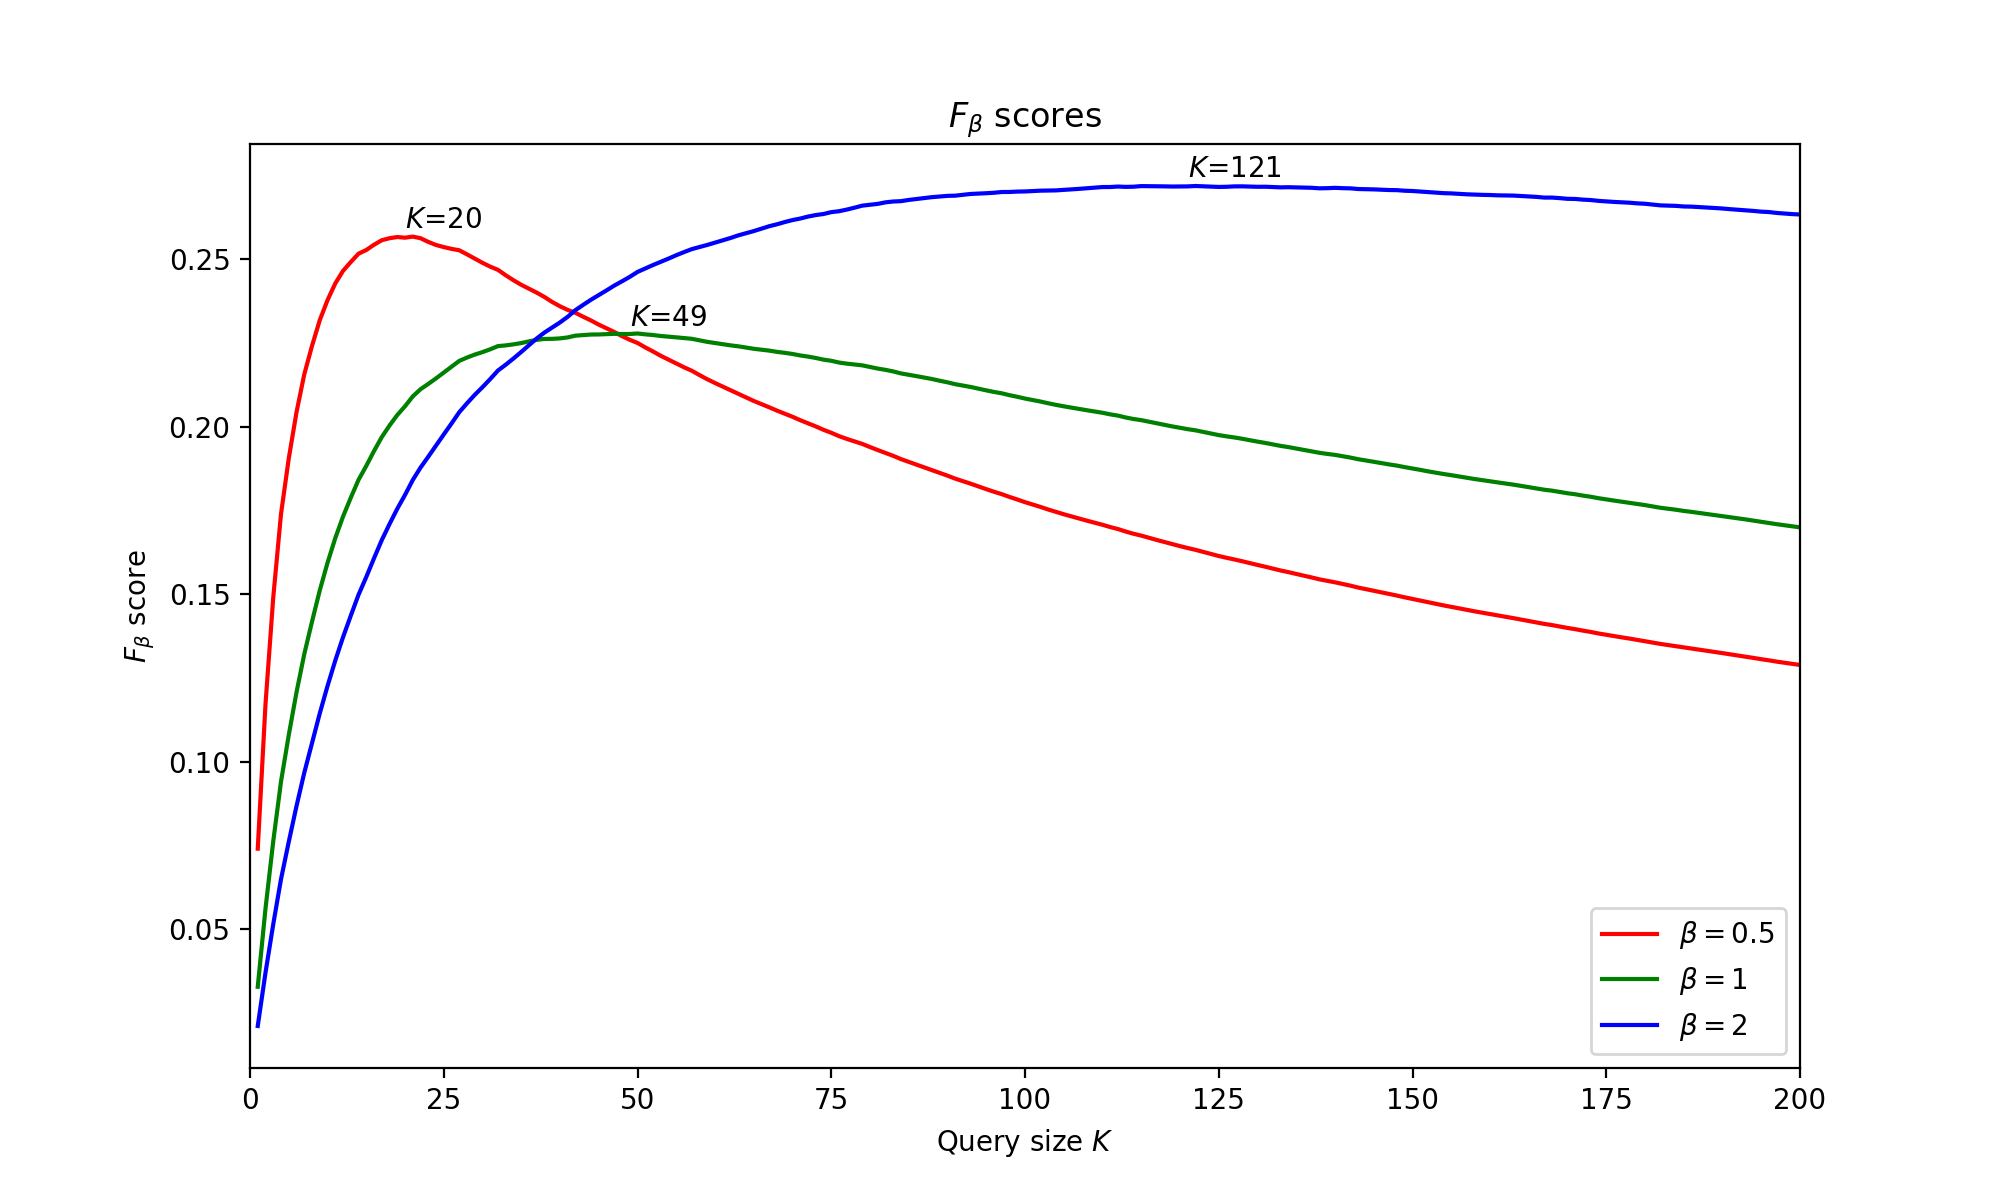 Fβ scores
K=121
K=20
K=49
0.25
0.20
0.15
0.10
0.05
Fβ score
β = 0.5
β = 1
β = 2
0 25 50 75 100 125 150 175 200
Query size K